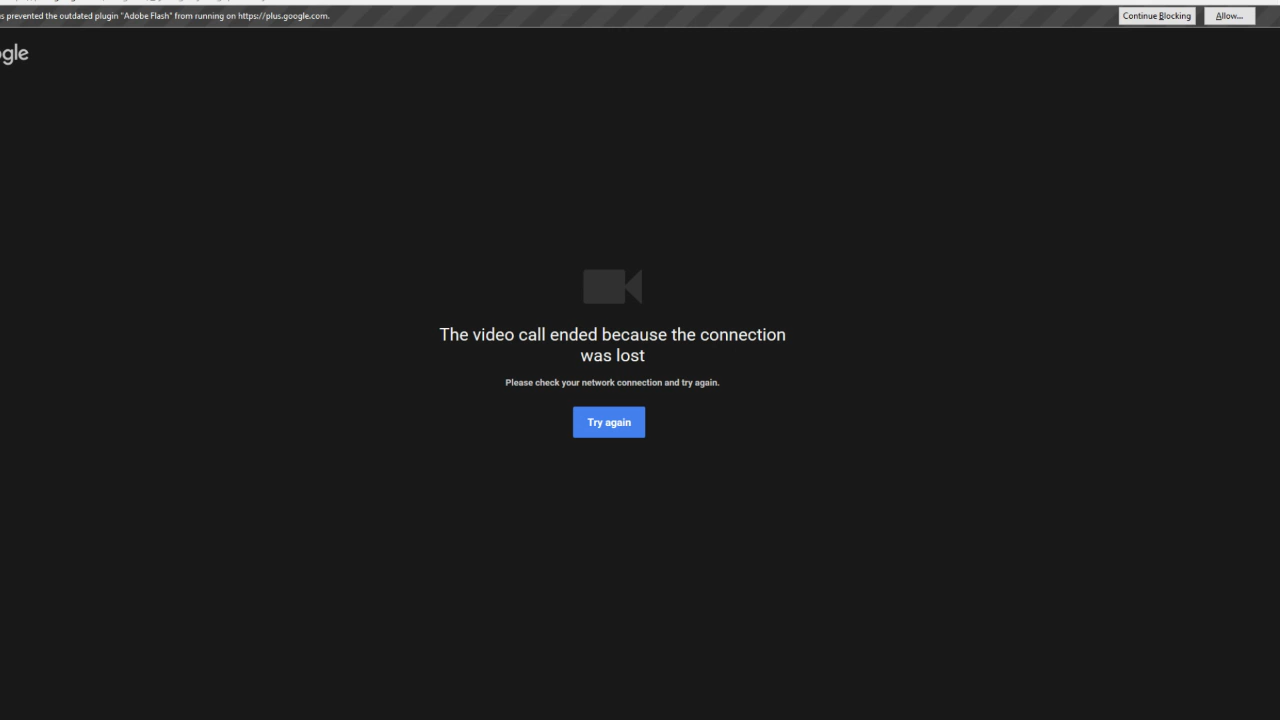 prevented the outdated plugin "Adobe Flash" from running on https://plus.google.com.
Continue Blocking
Allow...
gle
The video call ended because the connection
was lost
Please check your network connection and try again.
Try again